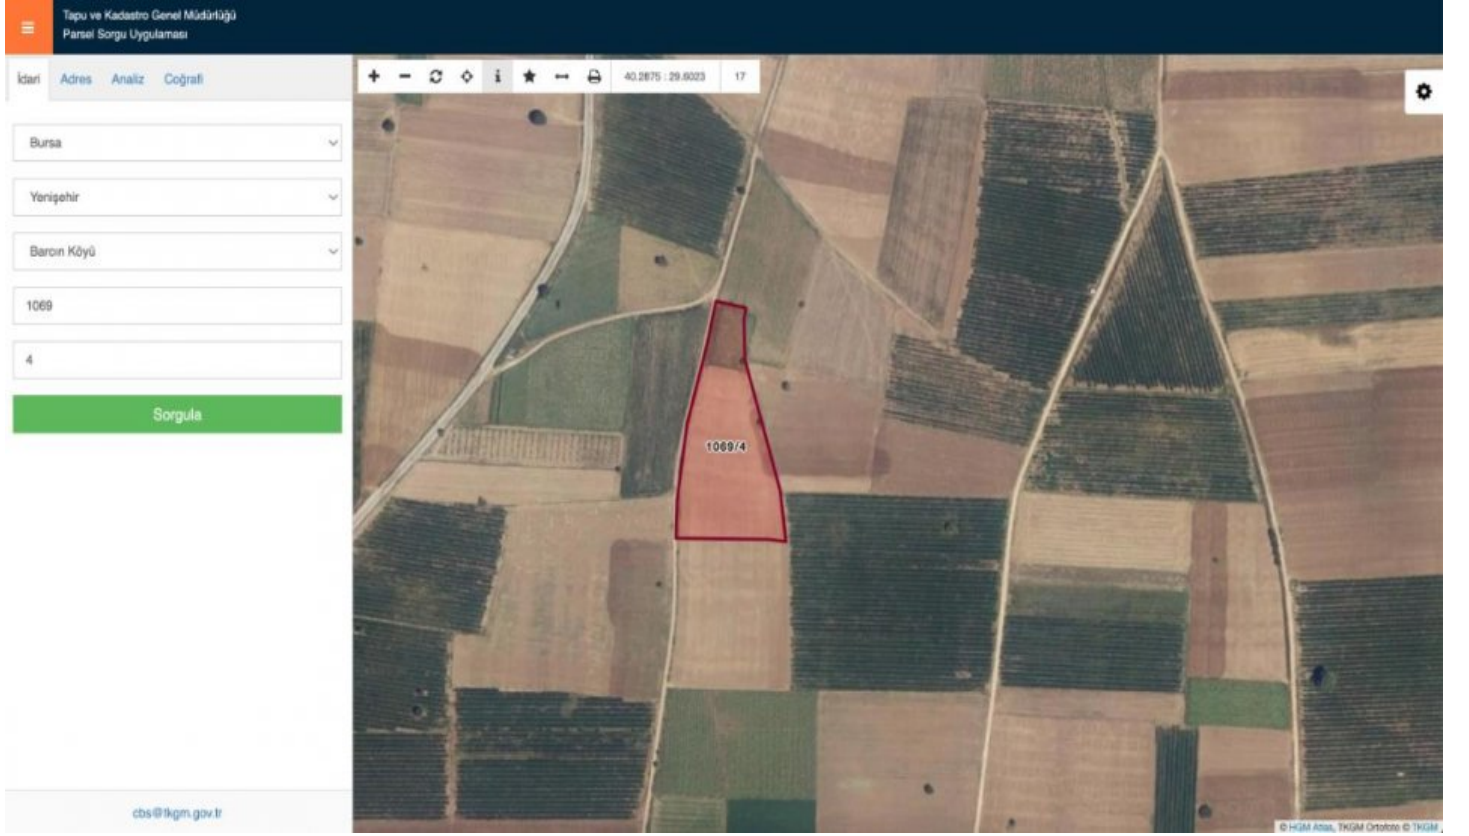 Tapu ve Kadastro Genel Müdürlüğü
Parsel Sorgu Uygulaması
İdari Adres Analiz Coğrafi
40.2875 : 29.6023 17
Bursa
Yenişehir
Barcın Köyü
1069
4
Sorgula
1069/4
cbs@tkgm.gov.tr
© HGM Atlas, TKGM Ortofoto © TKGM